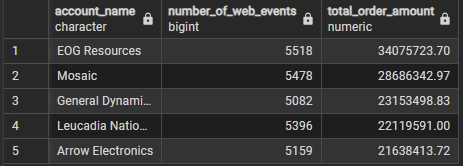 account_name number_of_web_events total_order_amount
character bigint numeric
1 EOG Resources 5518 34075723.70
2 Mosaic 5478 28686342.97
3 General Dynami... 5082 23153498.83
4 Leucadia Natio... 5396 22119591.00
5 Arrow Electronics 5159 21638413.72